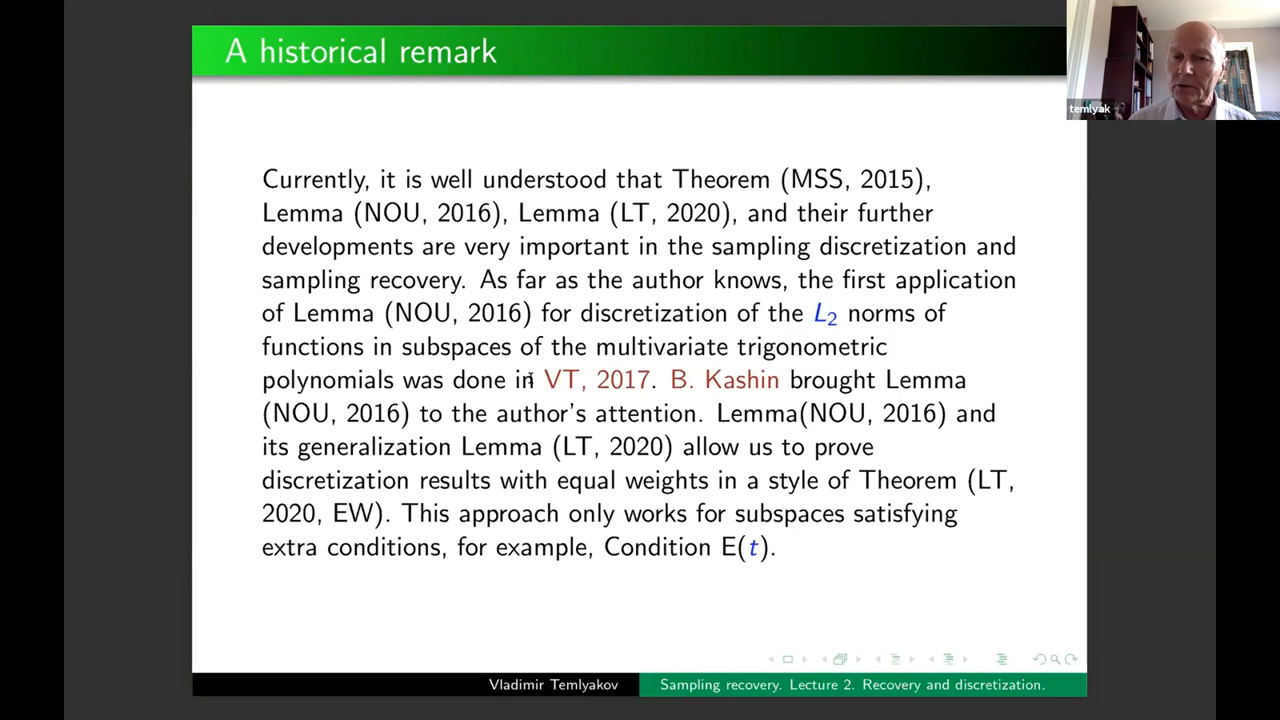 A historical remark
temlyak
Currently, it is well understood that Theorem (MSS, 2015),
Lemma (NOU, 2016), Lemma (LT, 2020), and their further
developments are very important in the sampling discretization and
sampling recovery. As far as the author knows, the first application
of Lemma (NOU, 2016) for discretization of the L₂ norms of
functions in subspaces of the multivariate trigonometric
polynomials was done in VT, 2017. B. Kashin brought Lemma
(NOU, 2016) to the author's attention. Lemma(NOU, 2016) and
its generalization Lemma (LT, 2020) allow us to prove
discretization results with equal weights in a style of Theorem (LT,
2020, EW). This approach only works for subspaces satisfying
extra conditions, for example, Condition E(t).
Vladimir Temlyakov
Sampling recovery. Lecture 2. Recovery and discretization.